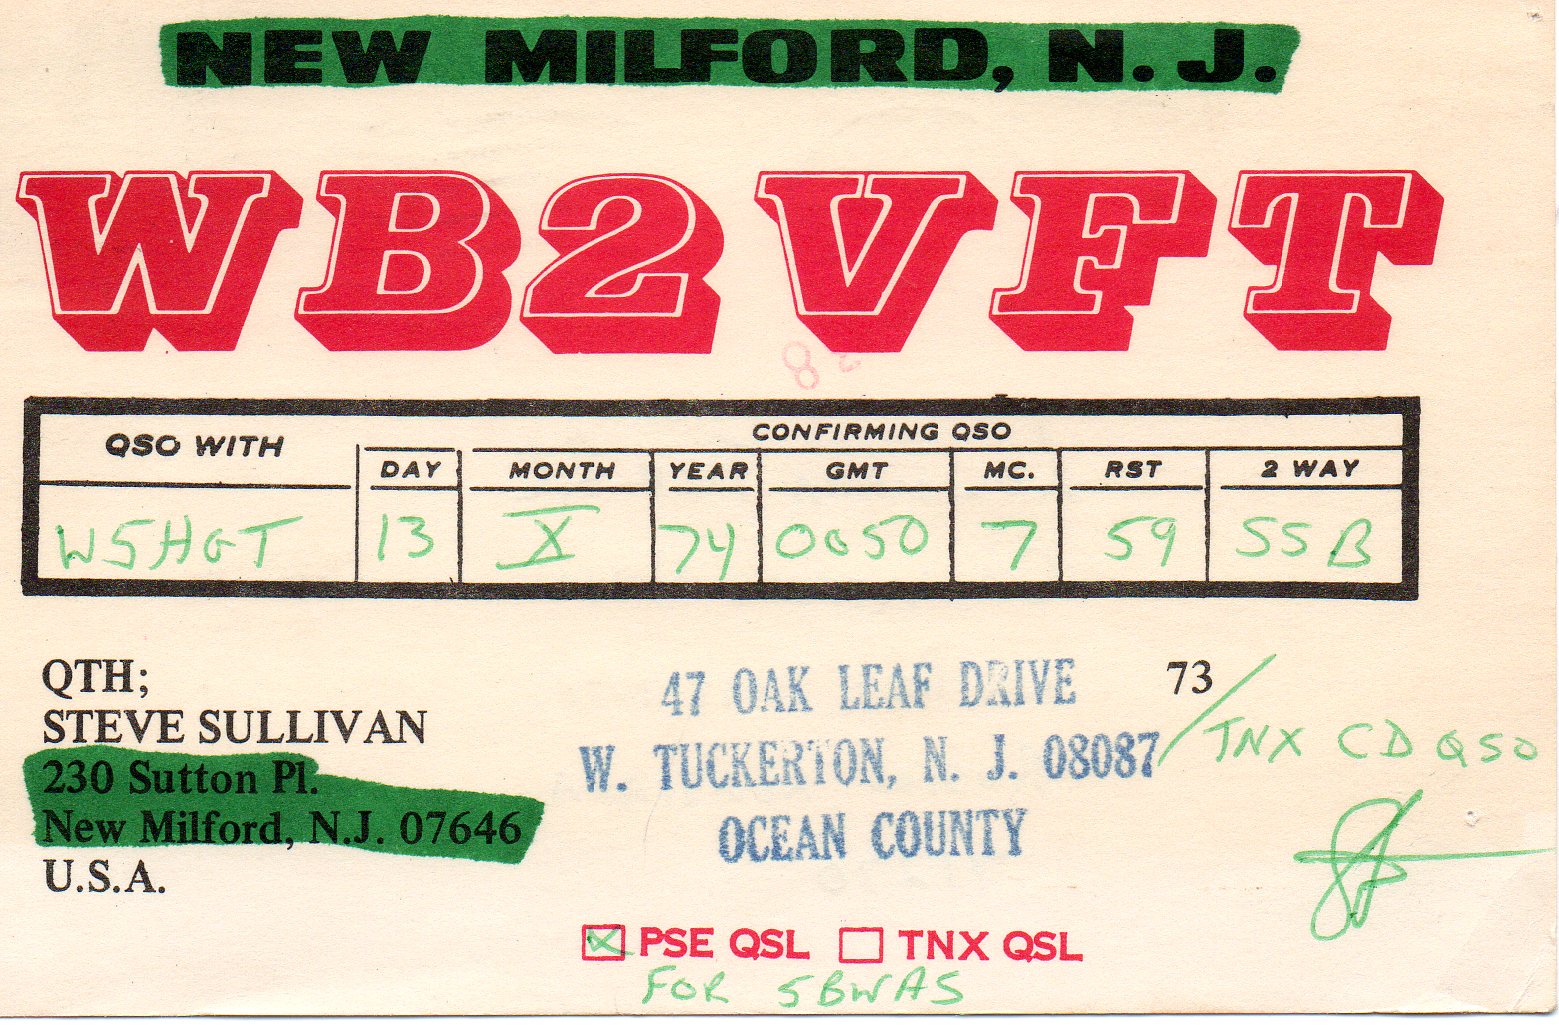 NEW MILFORD, N. J.
WB2VFT
QSO WITH
CONFIRMING QSO
DAY MONTH YEAR GMT MC. RST 2 WAY
W5HGT 13 X 74 0050 7 59 SSB
QTH;
STEVE SULLIVAN
230 Sutton Pl.
New Milford, N.J. 07646
U.S.A.
47 OAK LEAF DRIVE
W. TUCKERTON, N. J. 08087
OCEAN COUNTY
73 / TNX CD QSO
PSE QSL TNX QSL
FOR 5BWAS